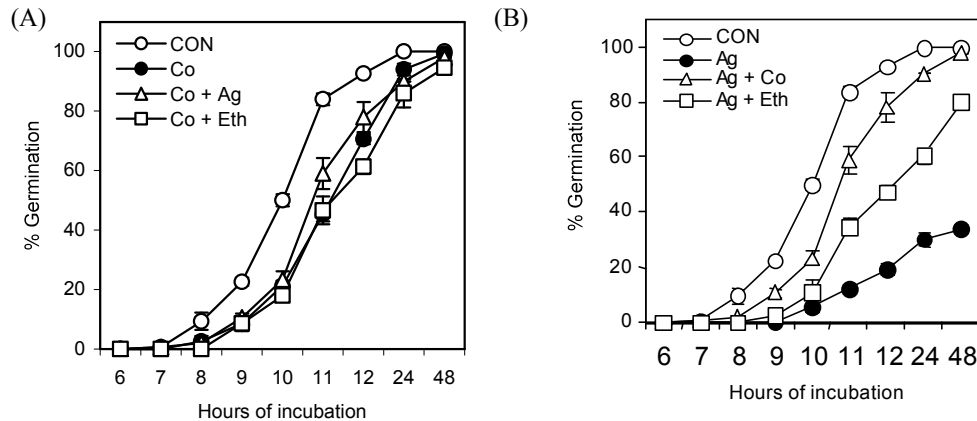 (A)
100
80
60
40
20
0
% Germination
CON
Co
Co + Ag
Co + Eth
6 7 8 9 10 11 12 24 48
Hours of incubation
(B)
100
80
60
40
20
0
% Germination
CON
Ag
Ag + Co
Ag + Eth
6 7 8 9 10 11 12 24 48
Hours of incubation